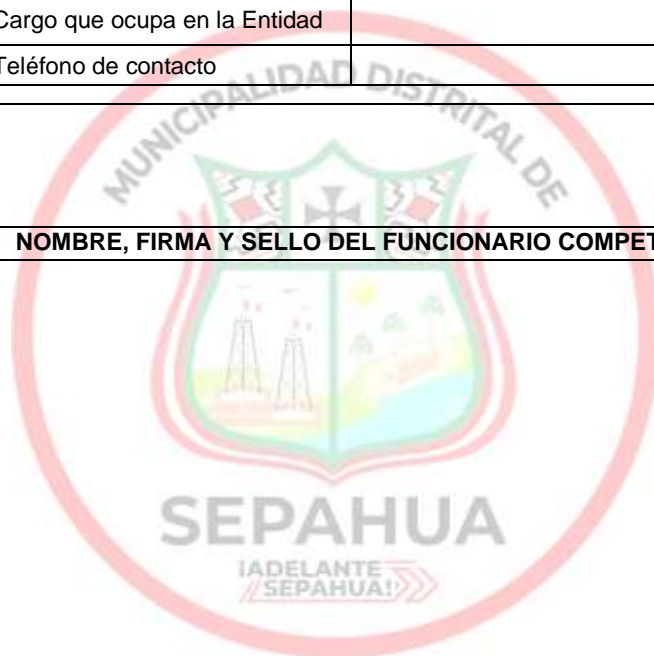 Cargo que ocupa en la Entidad
Teléfono de contacto
MUNICIPALIDAD DISTRITAL DE
NOMBRE, FIRMA Y SELLO DEL FUNCIONARIO COMPET
SEPAHUA
¡ADELANTE
SEPAHUA!